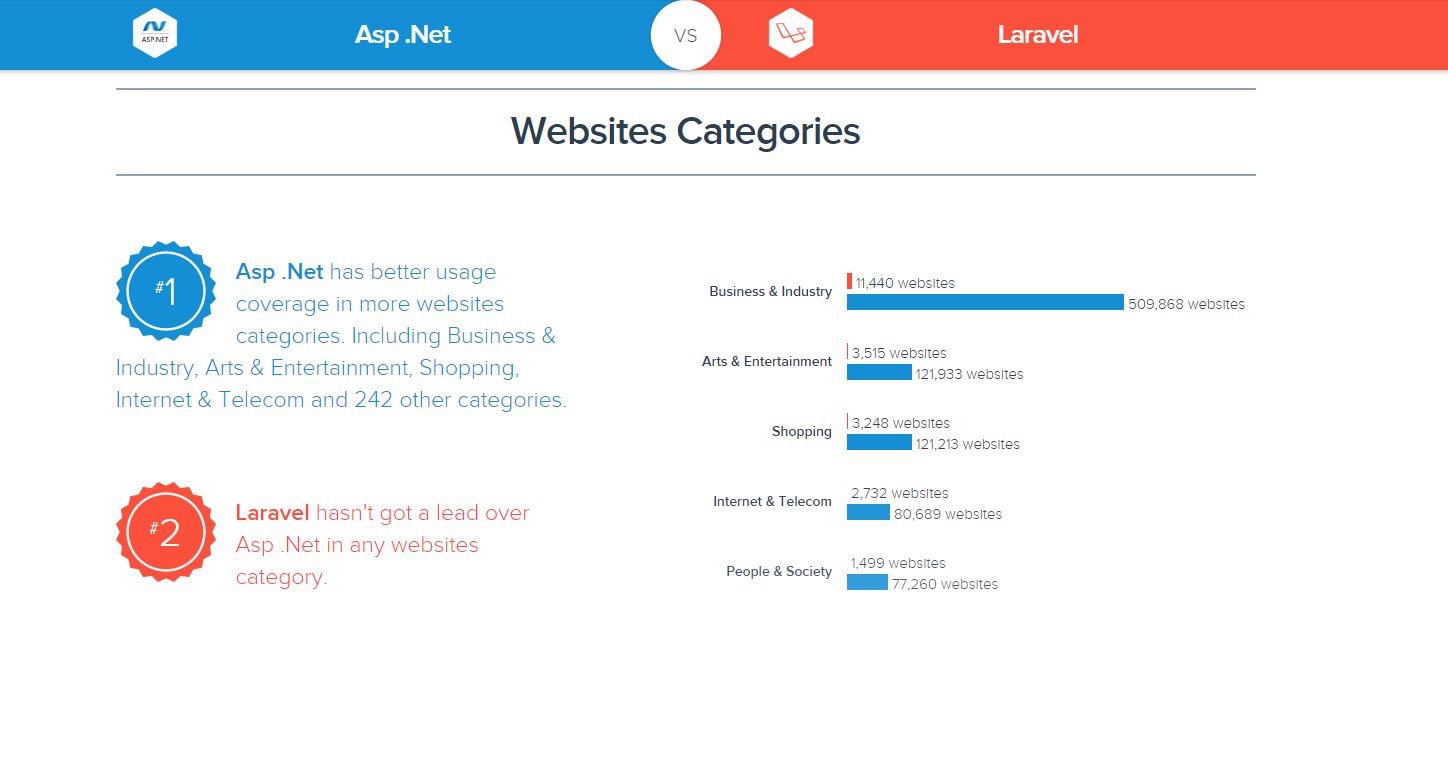 ASP.NET
Asp .Net
VS
Laravel
Websites Categories
#1
Asp .Net has better usage
coverage in more websites
categories. Including Business &
Industry, Arts & Entertainment, Shopping,
Internet & Telecom and 242 other categories.
#2
Laravel hasn't got a lead over
Asp .Net in any websites
category.
Business & Industry
11,440 websites
509,868 websites
Arts & Entertainment
3,515 websites
121,933 websites
Shopping
3,248 websites
121,213 websites
Internet & Telecom
2,732 websites
80,689 websites
People & Society
1,499 websites
77,260 websites